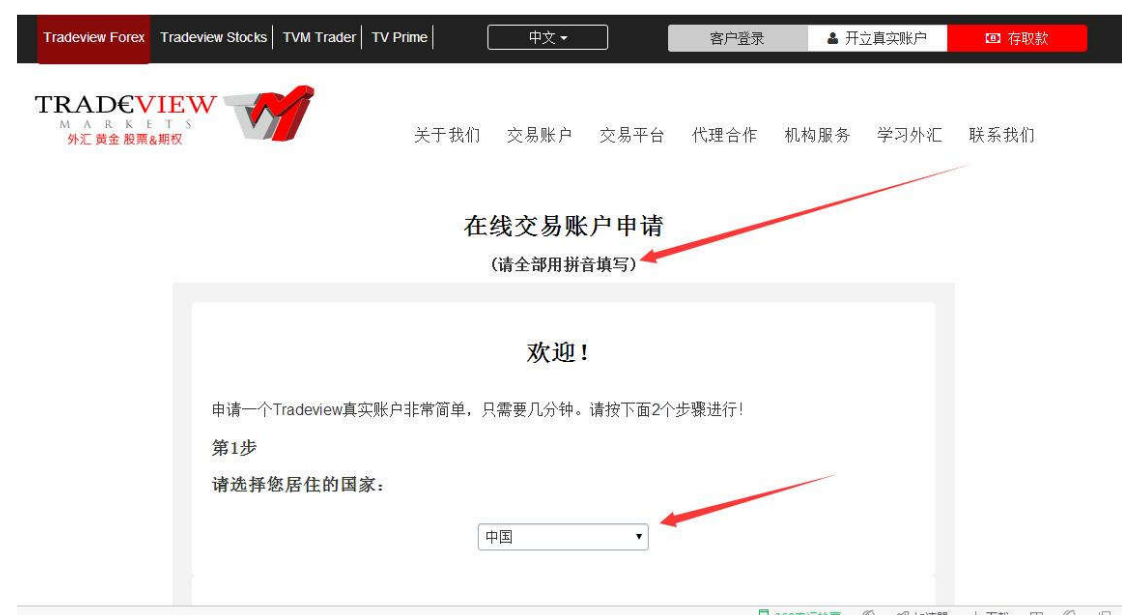 Tradeview Forex Tradeview Stocks TVM Trader TV Prime 中文 客户登录 开立真实账户 存取款
TRAD€VIEW
MARKETS
外汇 黄金 股票&期权
关于我们 交易账户 交易平台 代理合作 机构服务 学习外汇 联系我们
在线交易账户申请
(请全部用拼音填写)
欢迎！
申请一个Tradeview真实账户非常简单，只需要几分钟。请按下面2个步骤进行!
第1步
请选择您居住的国家：
中国